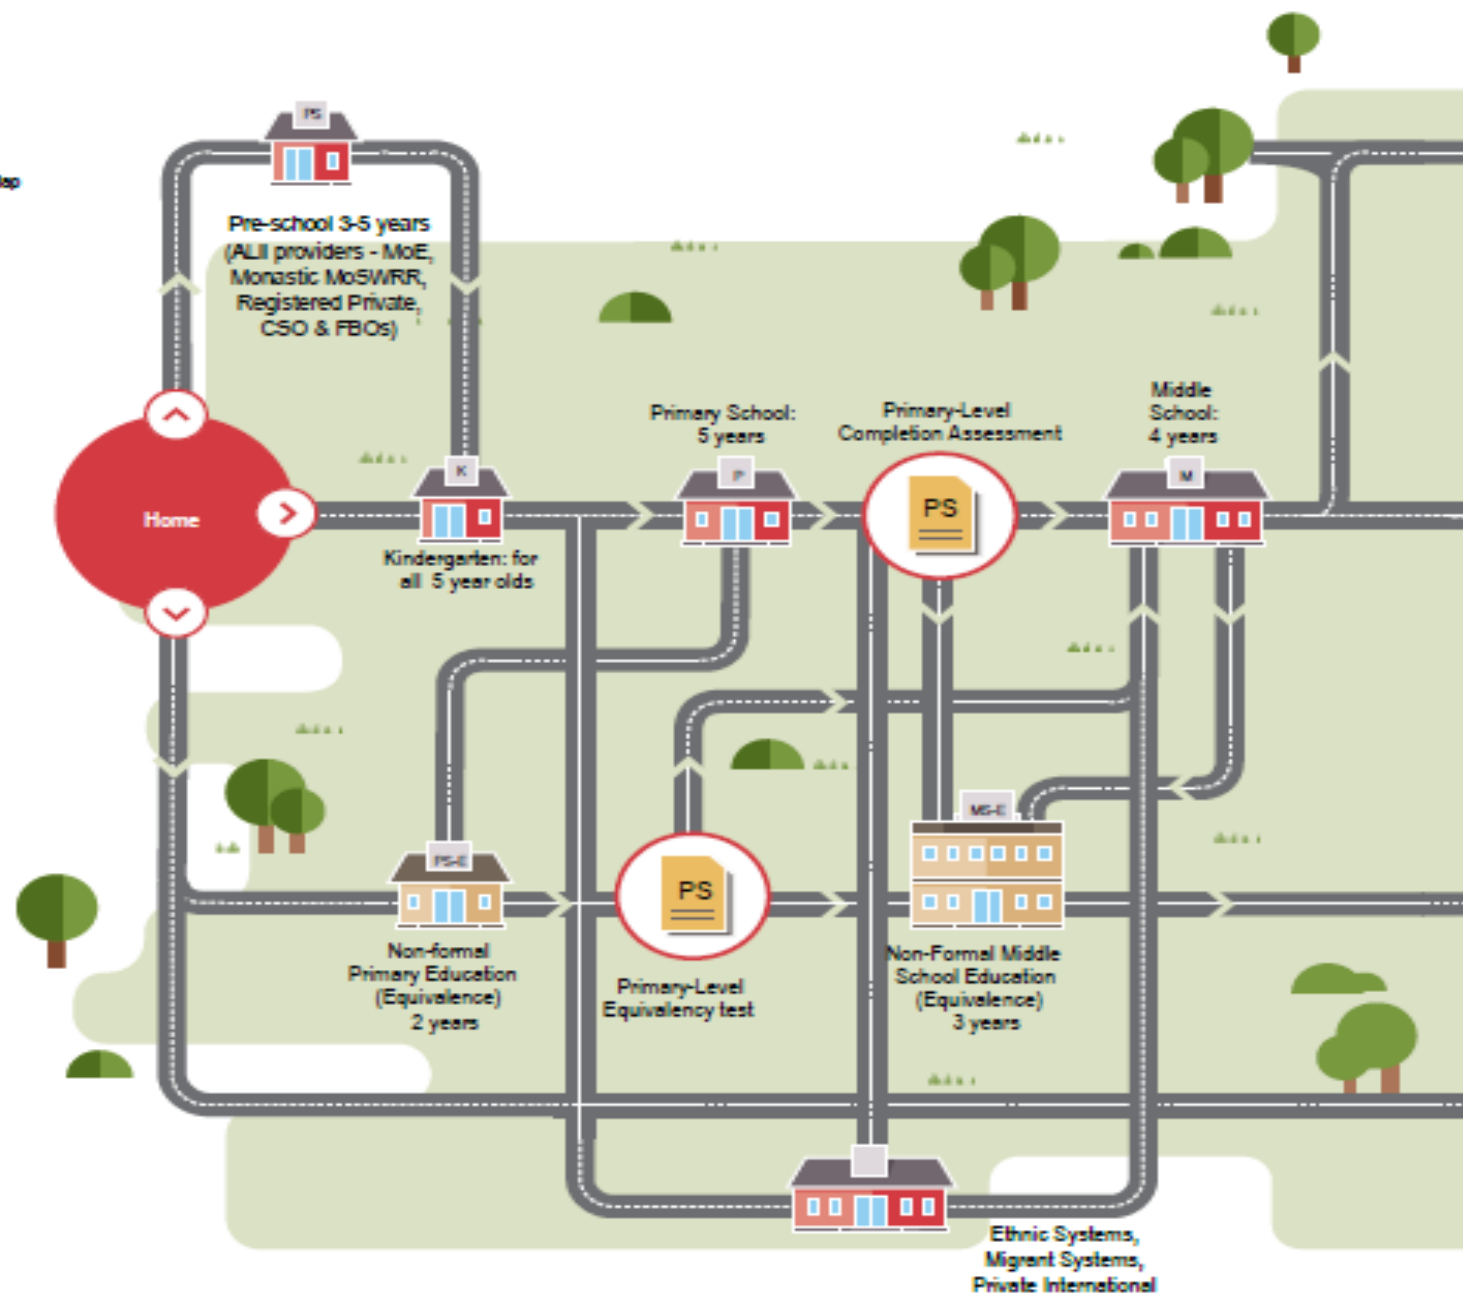 PS
Pre-school 3-5 years
(ALII providers - MoE,
Monastic MoSWRR,
Registered Private,
CSO & FBOs)
Home
K
Kindergarten: for
all 5 year olds
Primary School:
5 years
P
Primary-Level
Completion Assessment
PS
Middle
School:
4 years
M
PS-E
Non-formal
Primary Education
(Equivalence)
2 years
PS
Primary-Level
Equivalency test
MS-E
Non-Formal Middle
School Education
(Equivalence)
3 years
Ethnic Systems,
Migrant Systems,
Private International